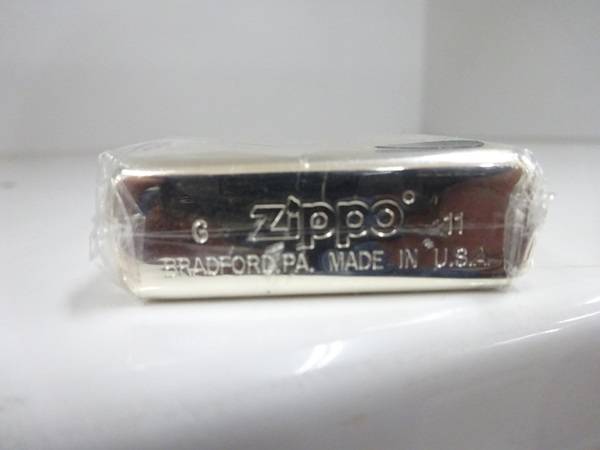 G zippo 11
BRADFORD, PA. MADE IN U.S.A.